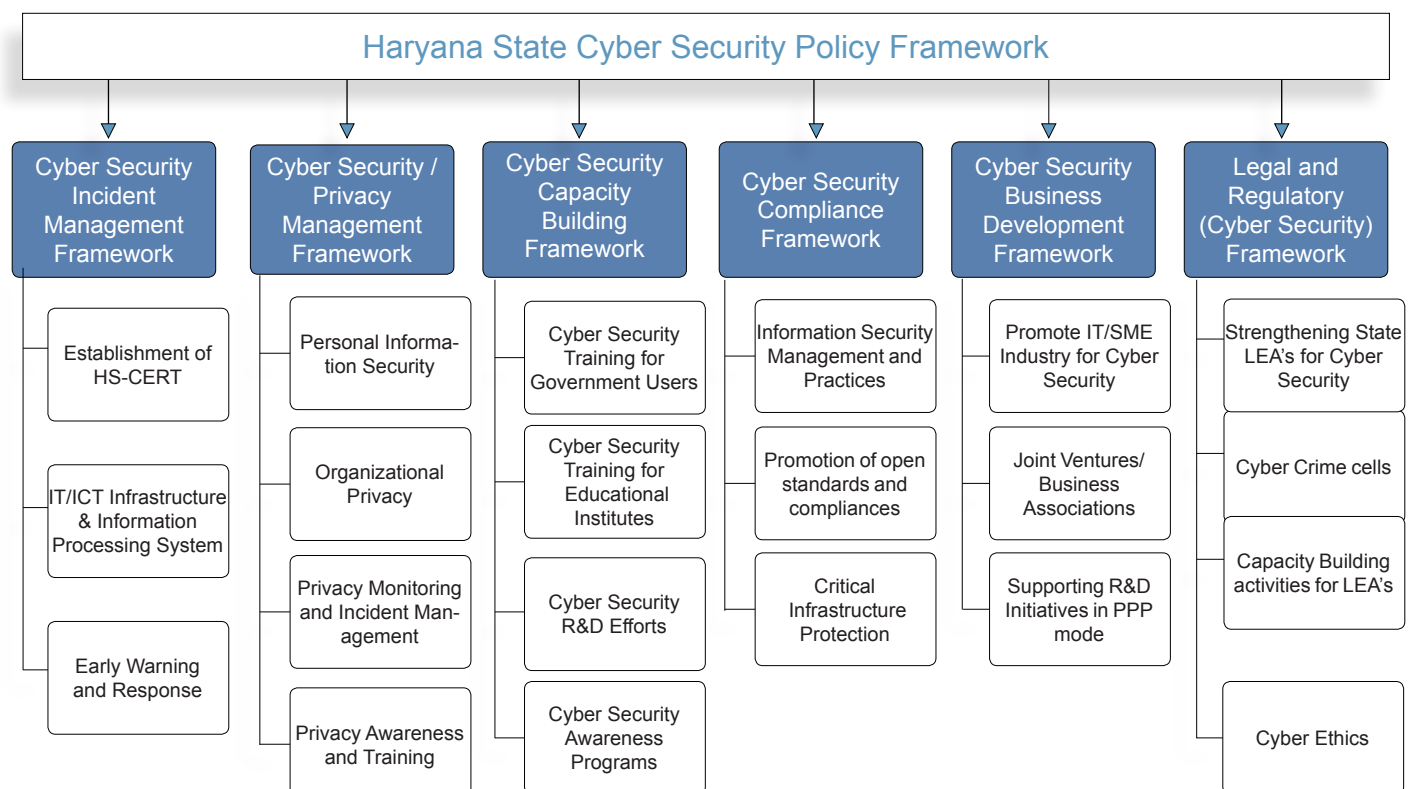 Haryana State Cyber Security Policy Framework
Cyber Security
Incident
Management
Framework
Establishment of
HS-CERT
IT/ICT Infrastructure
& Information
Processing System
Early Warning
and Response
Cyber Security /
Privacy
Management
Framework
Personal Informa-
tion Security
Organizational
Privacy
Privacy Monitoring
and Incident Man-
agement
Privacy Awareness
and Training
Cyber Security
Capacity
Building
Framework
Cyber Security
Training for
Government Users
Cyber Security
Training for
Educational
Institutes
Cyber Security
R&D Efforts
Cyber Security
Awareness
Programs
Cyber Security
Compliance
Framework
Information Security
Management and
Practices
Promotion of open
standards and
compliances
Critical
Infrastructure
Protection
Cyber Security
Business
Development
Framework
Promote IT/SME
Industry for Cyber
Security
Joint Ventures/
Business
Associations
Supporting R&D
Initiatives in PPP
mode
Legal and
Regulatory
(Cyber Security)
Framework
Strengthening State
LEA's for Cyber
Security
Cyber Crime cells
Capacity Building
activities for LEA's
Cyber Ethics